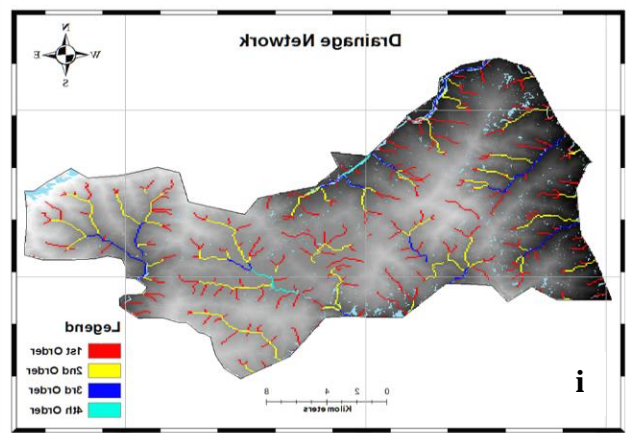 Drainage Network
N
W E
S
Legend
1st Order
2nd Order
3rd Order
4th Order
0 2 4 8
Kilometers
i